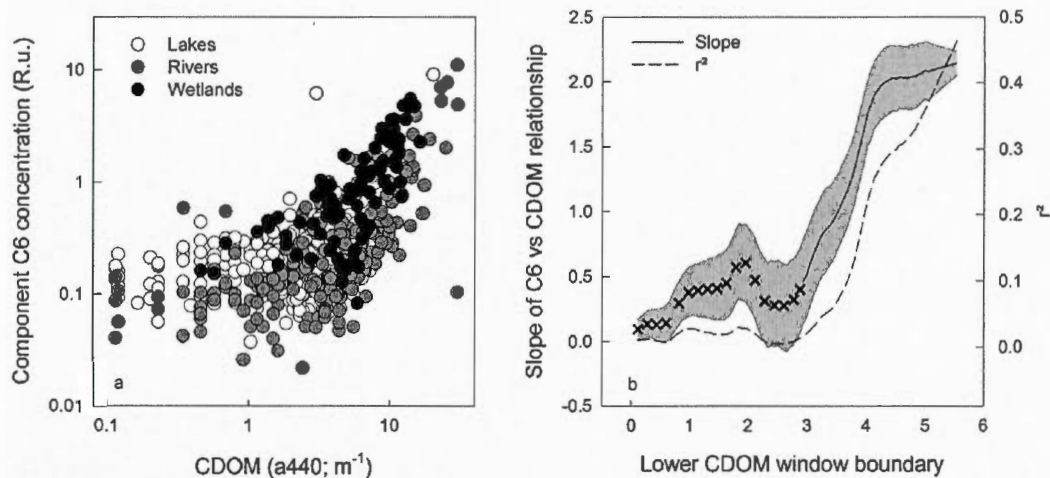 Component C6 concentration (R.u.)
10
1
0.1
0.01
Lakes
Rivers
Wetlands
a
0.1
1
10
CDOM (a440; m⁻¹)
Slope of C6 vs CDOM relationship
2.5
2.0
1.5
1.0
0.5
0.0
-0.5
Slope
r²
b
0
1
2
3
4
5
6
Lower CDOM window boundary
0.5
0.4
0.3
0.2
0.1
0.0
r²